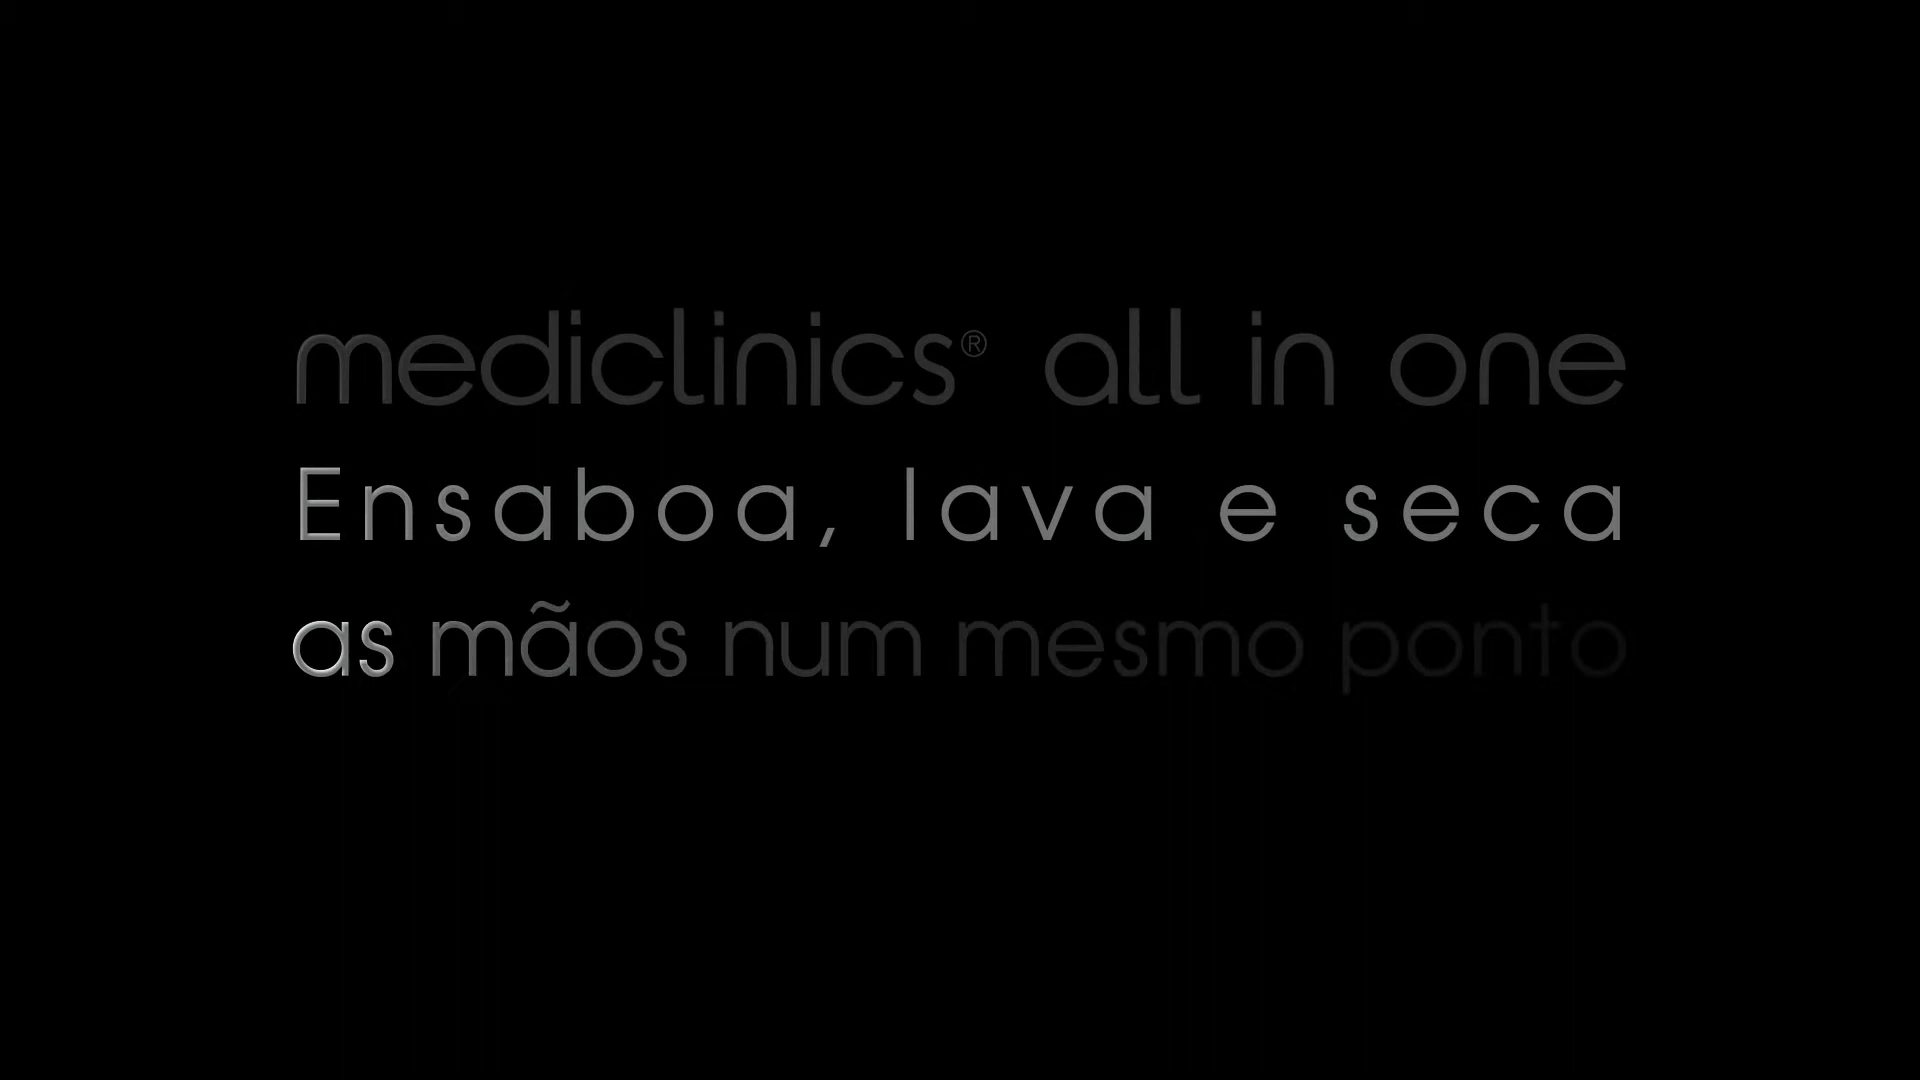 mediclinics® all in one
Ensaboa, lava e seca
as mãos num mesmo ponto